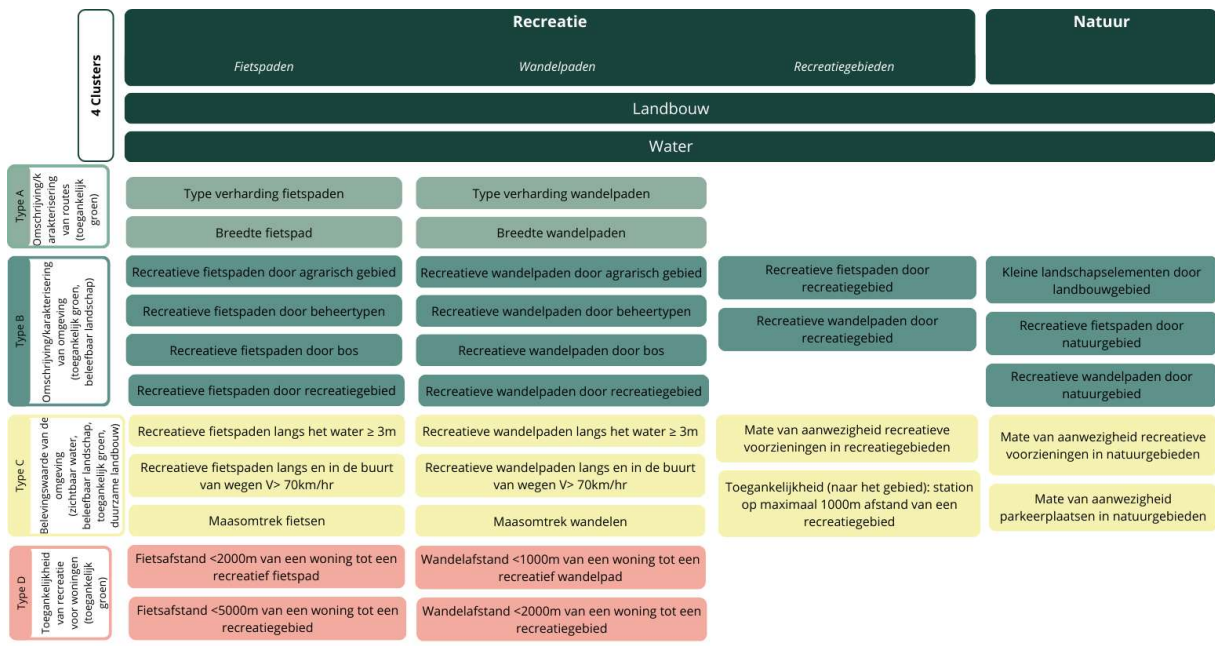 4 Clusters
Recreatie
Natuur
Fietspaden
Wandelpaden
Recreatiegebieden
Landbouw
Water
Type A
Omschrijving/k
arakterisering
van routes
(toegankelijk
groen)
Type verharding fietspaden
Type verharding wandelpaden
Breedte fietspad
Breedte wandelpaden
Type B
Omschrijving/karakterisering
van omgeving
(toegankelijk groen,
beleefbaar landschap)
Recreatieve fietspaden door agrarisch gebied
Recreatieve fietspaden door beheertypen
Recreatieve fietspaden door bos
Recreatieve fietspaden door recreatiegebied
Recreatieve wandelpaden door agrarisch gebied
Recreatieve wandelpaden door beheertypen
Recreatieve wandelpaden door bos
Recreatieve wandelpaden door recreatiegebied
Recreatieve fietspaden door
recreatiegebied
Recreatieve wandelpaden door
recreatiegebied
Kleine landschapselementen door
landbouwgebied
Recreatieve fietspaden door
natuurgebied
Recreatieve wandelpaden door
natuurgebied
Type C
Belevingswaarde van de
omgeving
(zichtbaar water,
beleefbaar landschap,
toegankelijk groen,
duurzame landbouw)
Recreatieve fietspaden langs het water ≥ 3m
Recreatieve fietspaden langs en in de buurt
van wegen V> 70km/hr
Maasomtrek fietsen
Recreatieve wandelpaden langs het water ≥ 3m
Recreatieve wandelpaden langs en in de buurt
van wegen V> 70km/hr
Maasomtrek wandelen
Mate van aanwezigheid recreatieve
voorzieningen in recreatiegebieden
Toegankelijkheid (naar het gebied): station
op maximaal 1000m afstand van een
recreatiegebied
Mate van aanwezigheid recreatieve
voorzieningen in natuurgebieden
Mate van aanwezigheid
parkeerplaatsen in natuurgebieden
Type D
Toegankelijkheid
van recreatie
voor woningen
(toegankelijk
groen)
Fietsafstand <2000m van een woning tot een
recreatief fietspad
Fietsafstand <5000m van een woning tot een
recreatiegebied
Wandelafstand <1000m van een woning tot een
recreatief wandelpad
Wandelafstand <2000m van een woning tot een
recreatiegebied